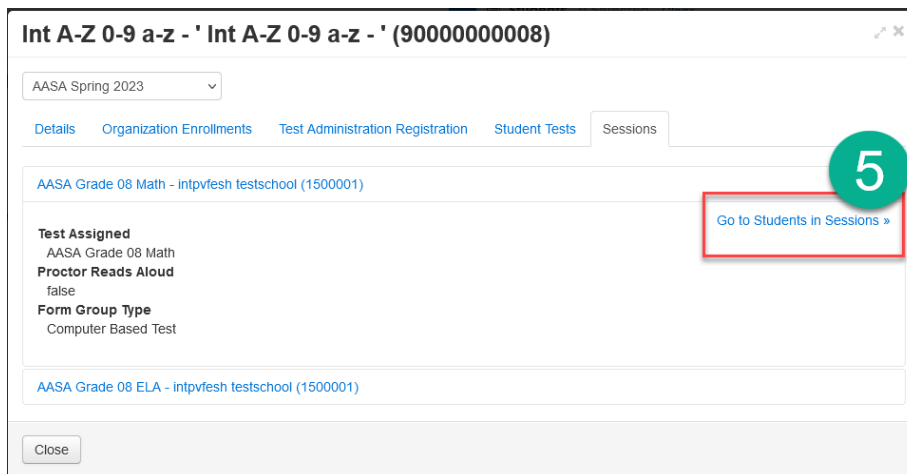 Int A-Z 0-9 a-z - ' Int A-Z 0-9 a-z - ' (90000000008)
AASA Spring 2023
Details Organization Enrollments Test Administration Registration Student Tests Sessions
5
AASA Grade 08 Math - intpvfesh testschool (1500001)
Go to Students in Sessions »
Test Assigned
AASA Grade 08 Math
Proctor Reads Aloud
false
Form Group Type
Computer Based Test
AASA Grade 08 ELA - intpvfesh testschool (1500001)
Close